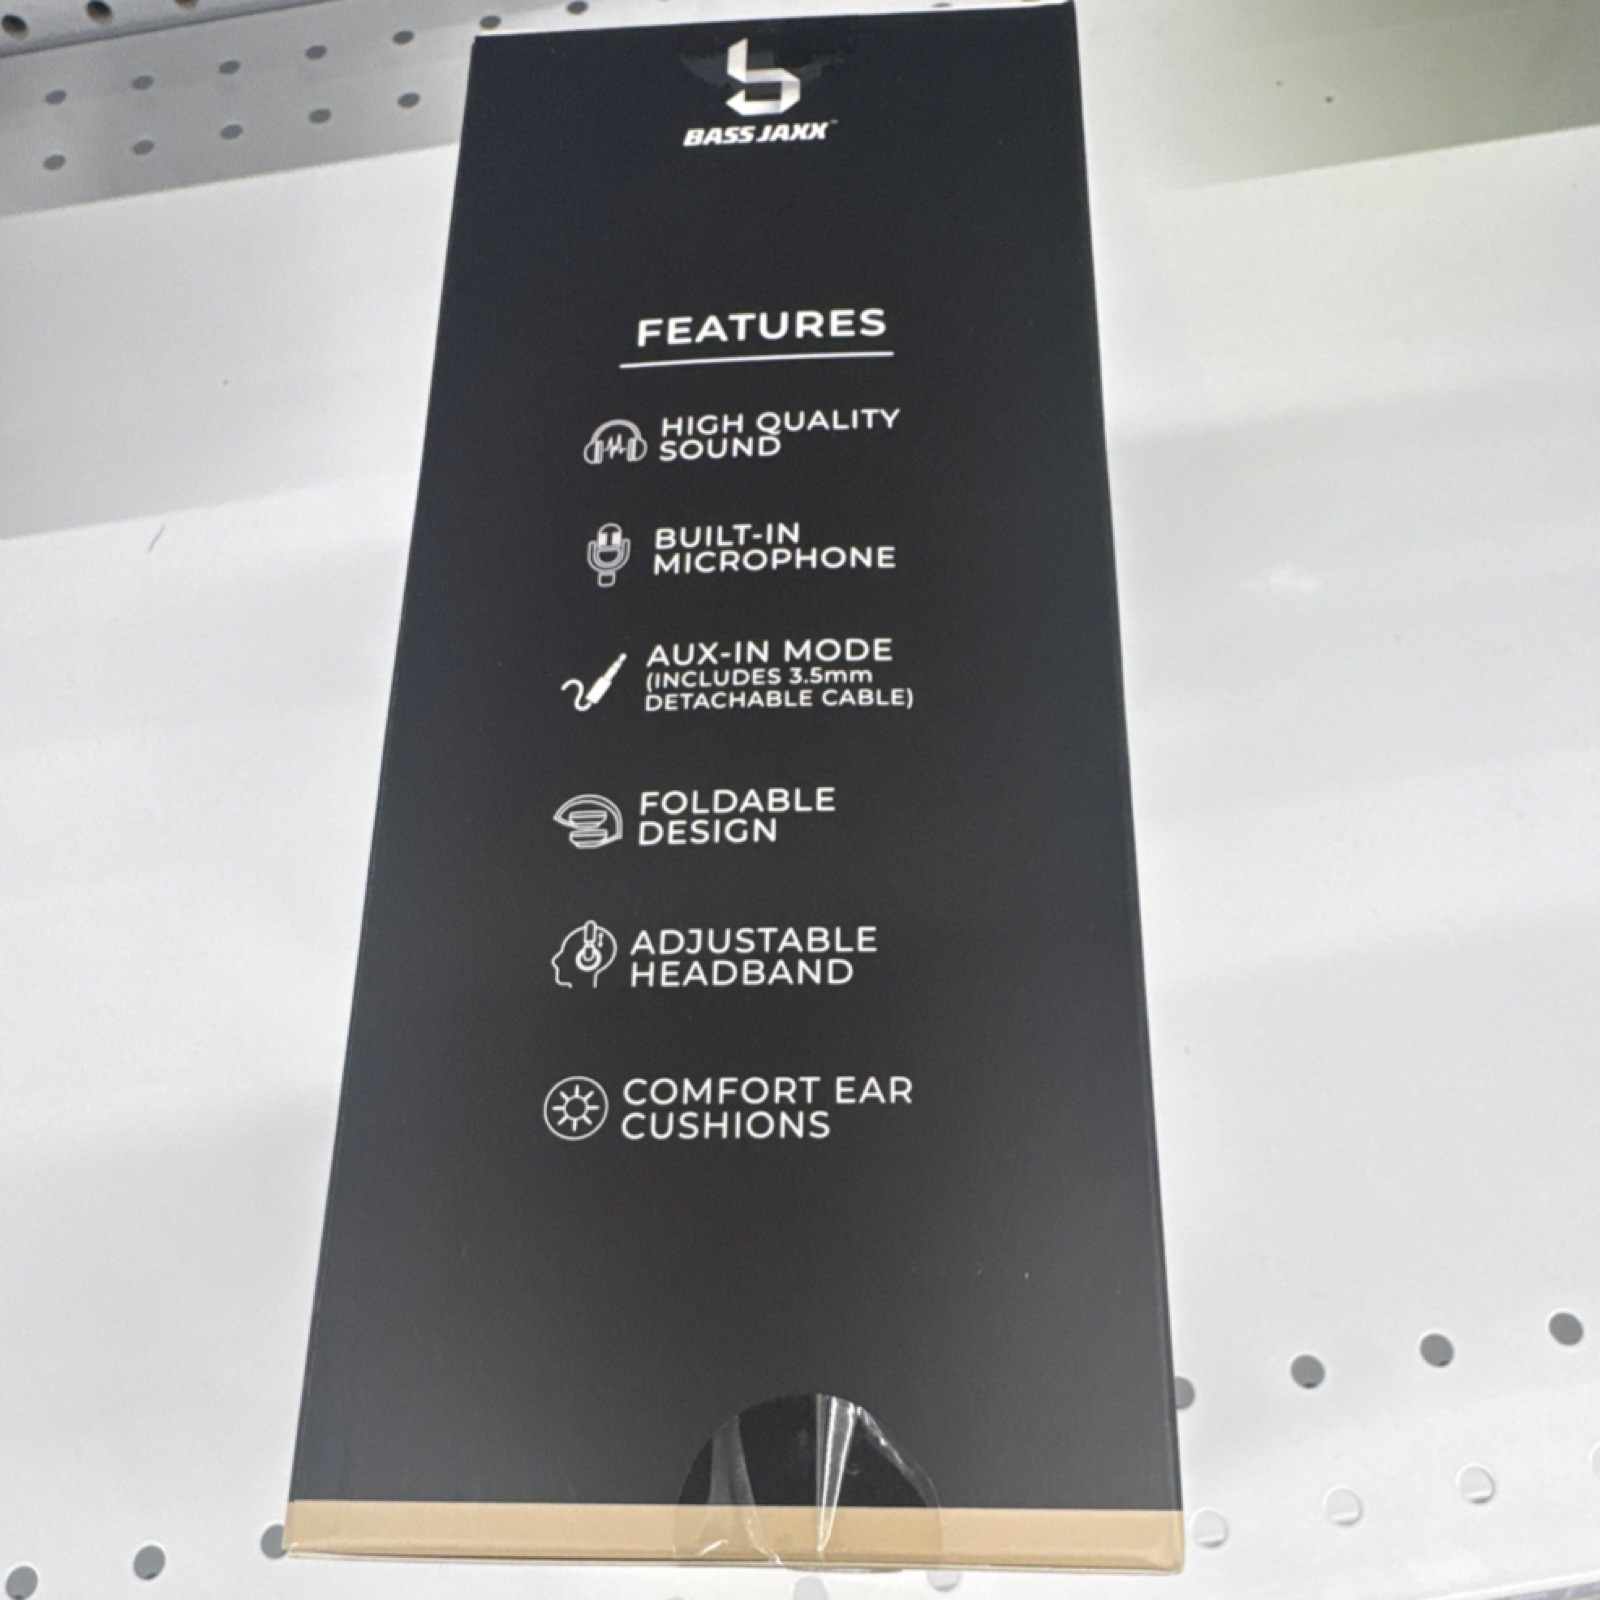 BASS JAXX™
FEATURES
HIGH QUALITY
SOUND
BUILT-IN
MICROPHONE
AUX-IN MODE
(INCLUDES 3.5mm
DETACHABLE CABLE)
FOLDABLE
DESIGN
ADJUSTABLE
HEADBAND
COMFORT EAR
CUSHIONS